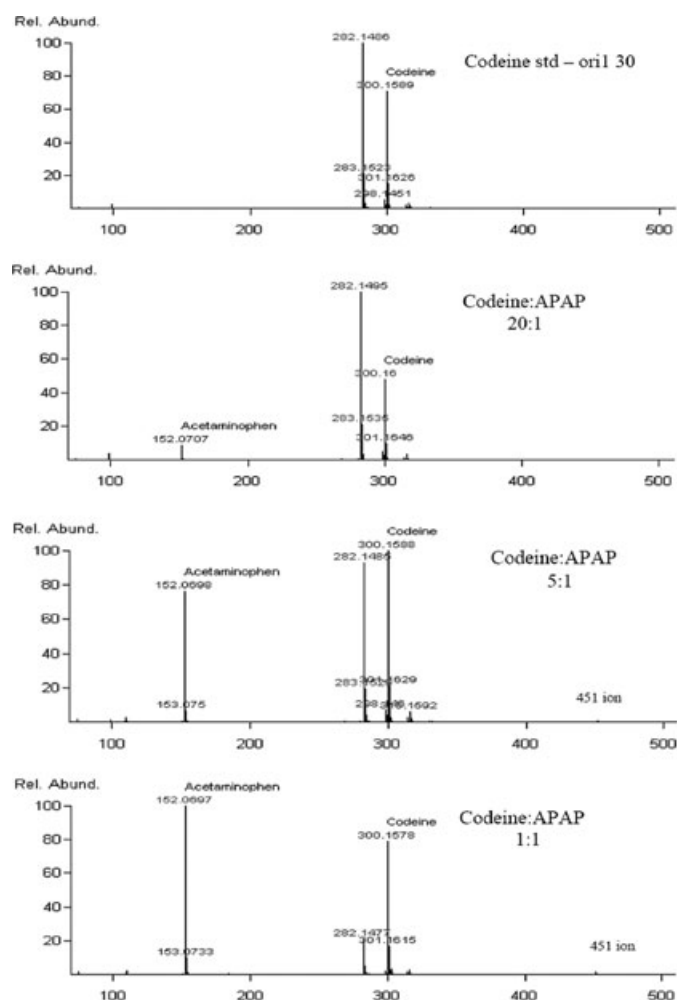 Rel. Abund.
282.1486
100
Codeine
Codeine std – ori1 30
300.1589
80
60
40
283.1523
20
301.1626
298.1451
100 200 300 400 500
Rel. Abund.
282.1495
100
Codeine:APAP
20:1
80
Codeine
60
300.16
40
283.1535
20
Acetaminophen
301.1646
152.0707
100 200 300 400 500
Rel. Abund.
Codeine
300.1588
100
282.1485
Codeine:APAP
5:1
Acetaminophen
80
152.0698
60
40
301.1629
20
153.075
451 ion
100 200 300 400 500
Rel. Abund.
Acetaminophen
152.0697
100
Codeine
Codeine:APAP
1:1
300.1578
80
60
40
282.1477
20
301.1615
153.0733
451 ion
100 200 300 400 500